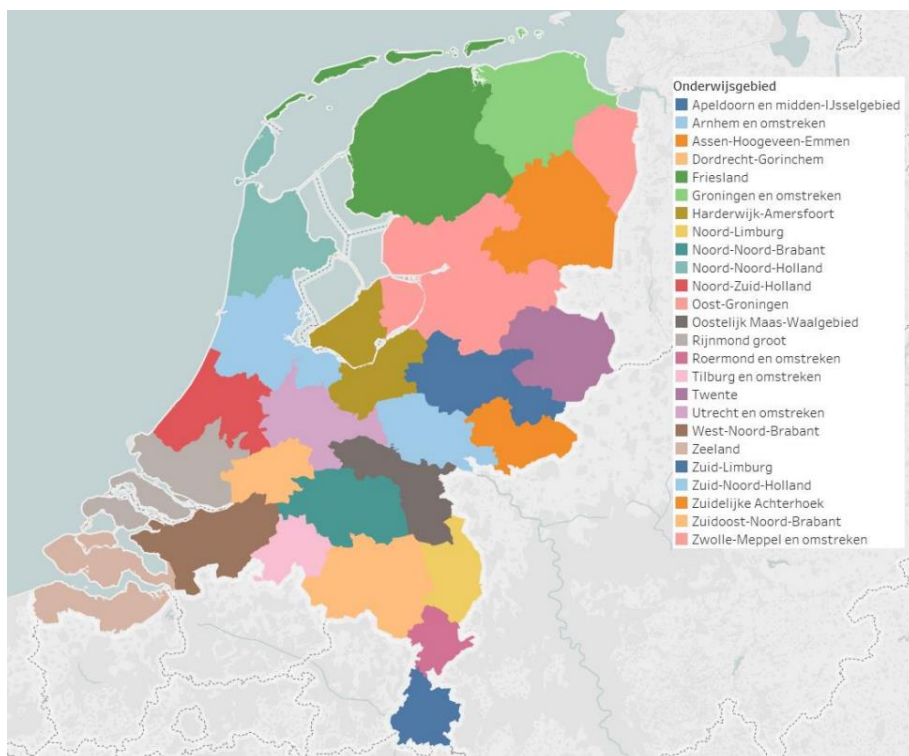 Onderwijsgebied
Apeldoorn en midden-IJsselgebied
Arnhem en omstreken
Assen-Hoogeveen-Emmen
Dordrecht-Gorinchem
Friesland
Groningen en omstreken
Harderwijk-Amersfoort
Noord-Limburg
Noord-Noord-Brabant
Noord-Noord-Holland
Noord-Zuid-Holland
Oost-Groningen
Oostelijk Maas-Waalgebied
Rijnmond groot
Roermond en omstreken
Tilburg en omstreken
Twente
Utrecht en omstreken
West-Noord-Brabant
Zeeland
Zuid-Limburg
Zuid-Noord-Holland
Zuidelijke Achterhoek
Zuidoost-Noord-Brabant
Zwolle-Meppel en omstreken